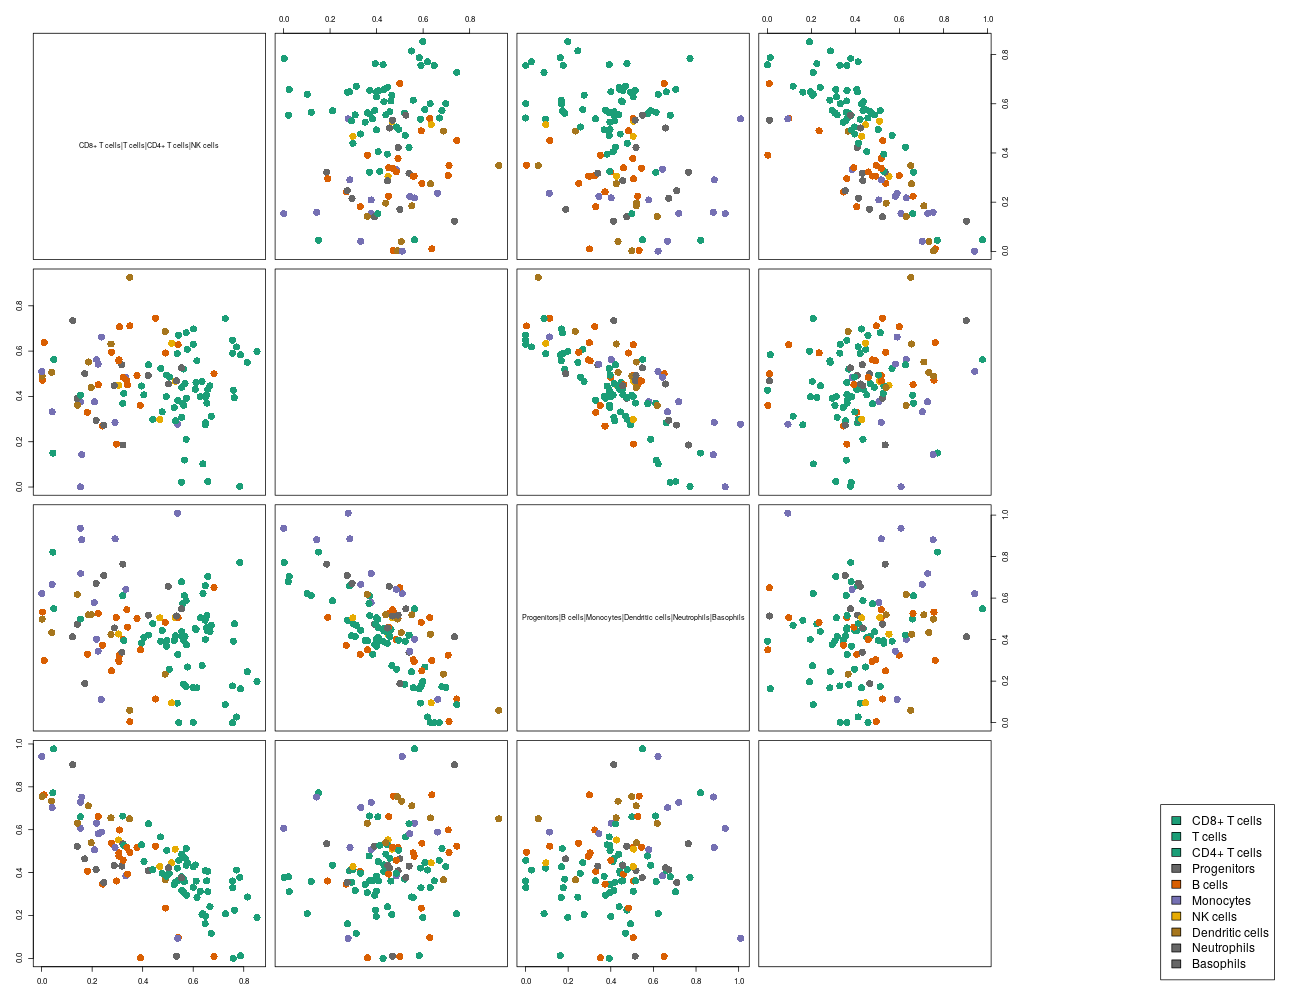 0.0 0.4 0.6 0.8
0.0 0.2 0.4 0.6 0.8 1.0
CD8+ T cells|T cells|CD4+ T cells|NK cells
0.0 0.2 0.4 0.6 0.8
0.0 0.2 0.4 0.6 0.8
Progenitors|B cells|Monocytes|Dendritic cells|Neutrophils|Basophils
0.0 0.2 0.4 0.6 0.8 1.0
0.0 0.2 0.4 0.6 0.8 1.0
0.0 0.2 0.4 0.6 0.8
0.0 0.2 0.4 0.6 0.8 1.0
CD8+ T cells
T cells
CD4+ T cells
Progenitors
B cells
Monocytes
NK cells
Dendritic cells
Neutrophils
Basophils